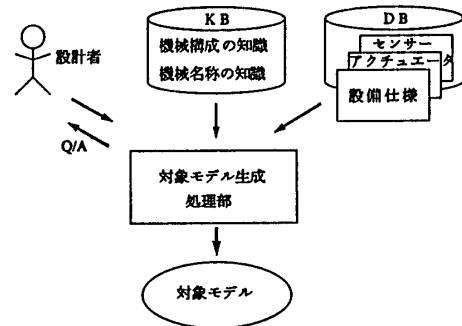 設計者
Q/A
KB
機械構成の知識
機械名称の知識
DB
センサー
アクチュエータ
設備仕様
対象モデル生成
処理部
対象モデル